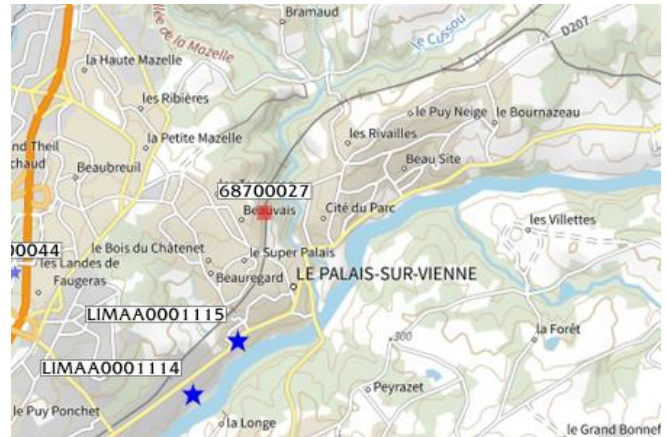 Bramaud
Vallée de la Mazelle
le Cussou
D207
la Haute Mazelle
les Ribières
le Puy Neige
le Bournazeau
la Petite Mazelle
les Rivailles
Beaubreuil
Beau Site
68700027
Beauvais
Cité du Parc
les Villettes
00044
le Bois du Châtenet
le Super Palais
les Landes de
Faugeras
Beauregard
LE PALAIS-SUR-VIENNE
LIMAA0001115
300
la Forêt
LIMAA0001114
Peyrazet
le Puy Ponchet
la Longe
le Grand Bonnef